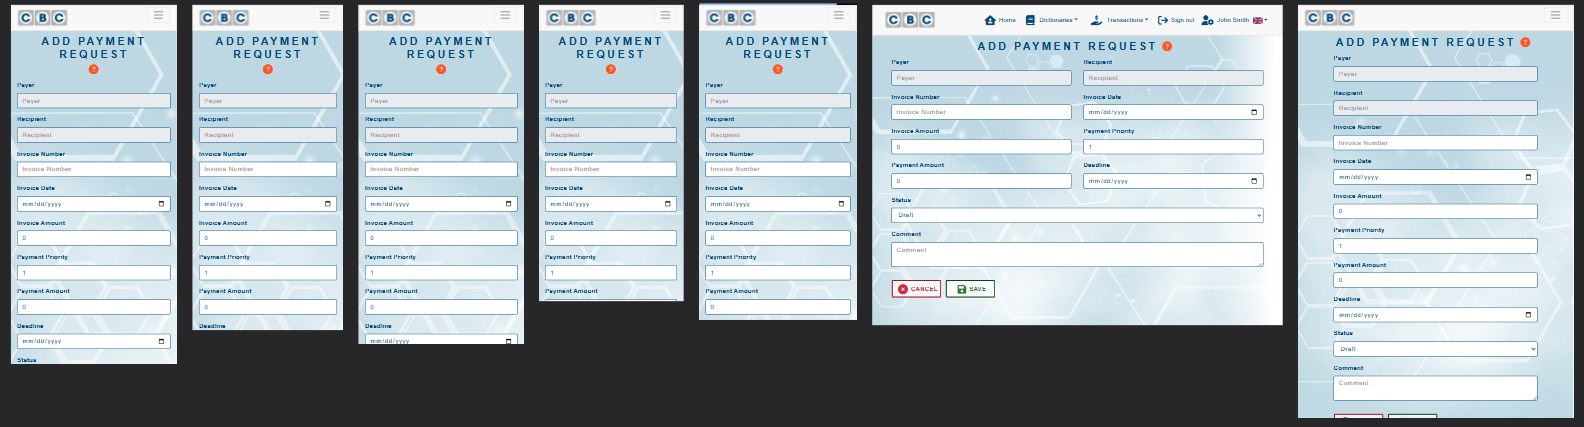 CBC
ADD PAYMENT
REQUEST
?
Payer
Payer
Recipient
Recipient
Invoice Number
Invoice Number
Invoice Date
mm/dd/yyyy
Invoice Amount
0
Payment Priority
1
Payment Amount
0
Deadline
mm/dd/yyyy
Status
CBC
ADD PAYMENT
REQUEST
?
Payer
Payer
Recipient
Recipient
Invoice Number
Invoice Number
Invoice Date
mm/dd/yyyy
Invoice Amount
0
Payment Priority
1
Payment Amount
0
Deadline
CBC
ADD PAYMENT
REQUEST
?
Payer
Payer
Recipient
Recipient
Invoice Number
Invoice Number
Invoice Date
mm/dd/yyyy
Invoice Amount
0
Payment Priority
1
Payment Amount
0
Deadline
mm/dd/yyyy
CBC
ADD PAYMENT
REQUEST
?
Payer
Payer
Recipient
Recipient
Invoice Number
Invoice Number
Invoice Date
mm/dd/yyyy
Invoice Amount
0
Payment Priority
1
Payment Amount
CBC
ADD PAYMENT
REQUEST
?
Payer
Payer
Recipient
Recipient
Invoice Number
Invoice Number
Invoice Date
mm/dd/yyyy
Invoice Amount
0
Payment Priority
1
Payment Amount
0
CBC Home Dictionaries Transactions Sign out John Smith
ADD PAYMENT REQUEST ?
Payer Recipient
Payer Recipient
Invoice Number Invoice Date
Invoice Number mm/dd/yyyy
Invoice Amount Payment Priority
0 1
Payment Amount Deadline
0 mm/dd/yyyy
Status
Draft
Comment
Comment
CANCEL SAVE
CBC
ADD PAYMENT REQUEST ?
Payer
Payer
Recipient
Recipient
Invoice Number
Invoice Number
Invoice Date
mm/dd/yyyy
Invoice Amount
0
Payment Priority
1
Payment Amount
0
Deadline
mm/dd/yyyy
Status
Draft
Comment
Comment